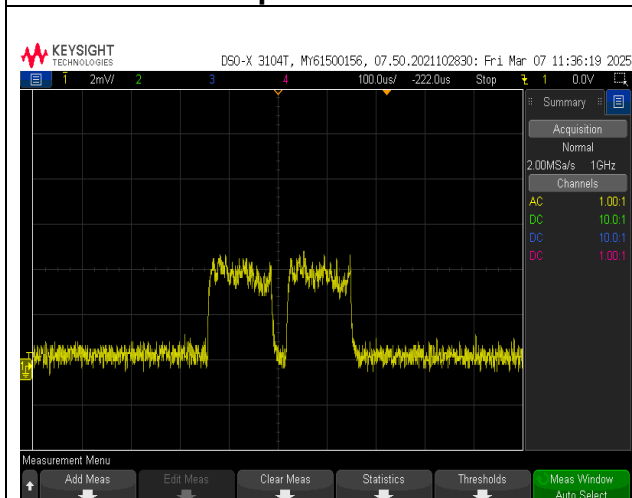 KEYSIGHT
TECHNOLOGIES
DSO-X 3104T, MY61500156, 07.50.2021102830: Fri Mar 07 11:36:19 2025
1 2mV/ 2 3 4 100.0us/ -222.0us Stop 1 0.0V
Summary
Acquisition
Normal
2.00MSa/s 1GHz
Channels
AC 1.00:1
DC 10.0:1
DC 10.0:1
DC 1.00:1
Measurement Menu
Add Meas Edit Meas Clear Meas Statistics Thresholds Meas Window
Auto Select